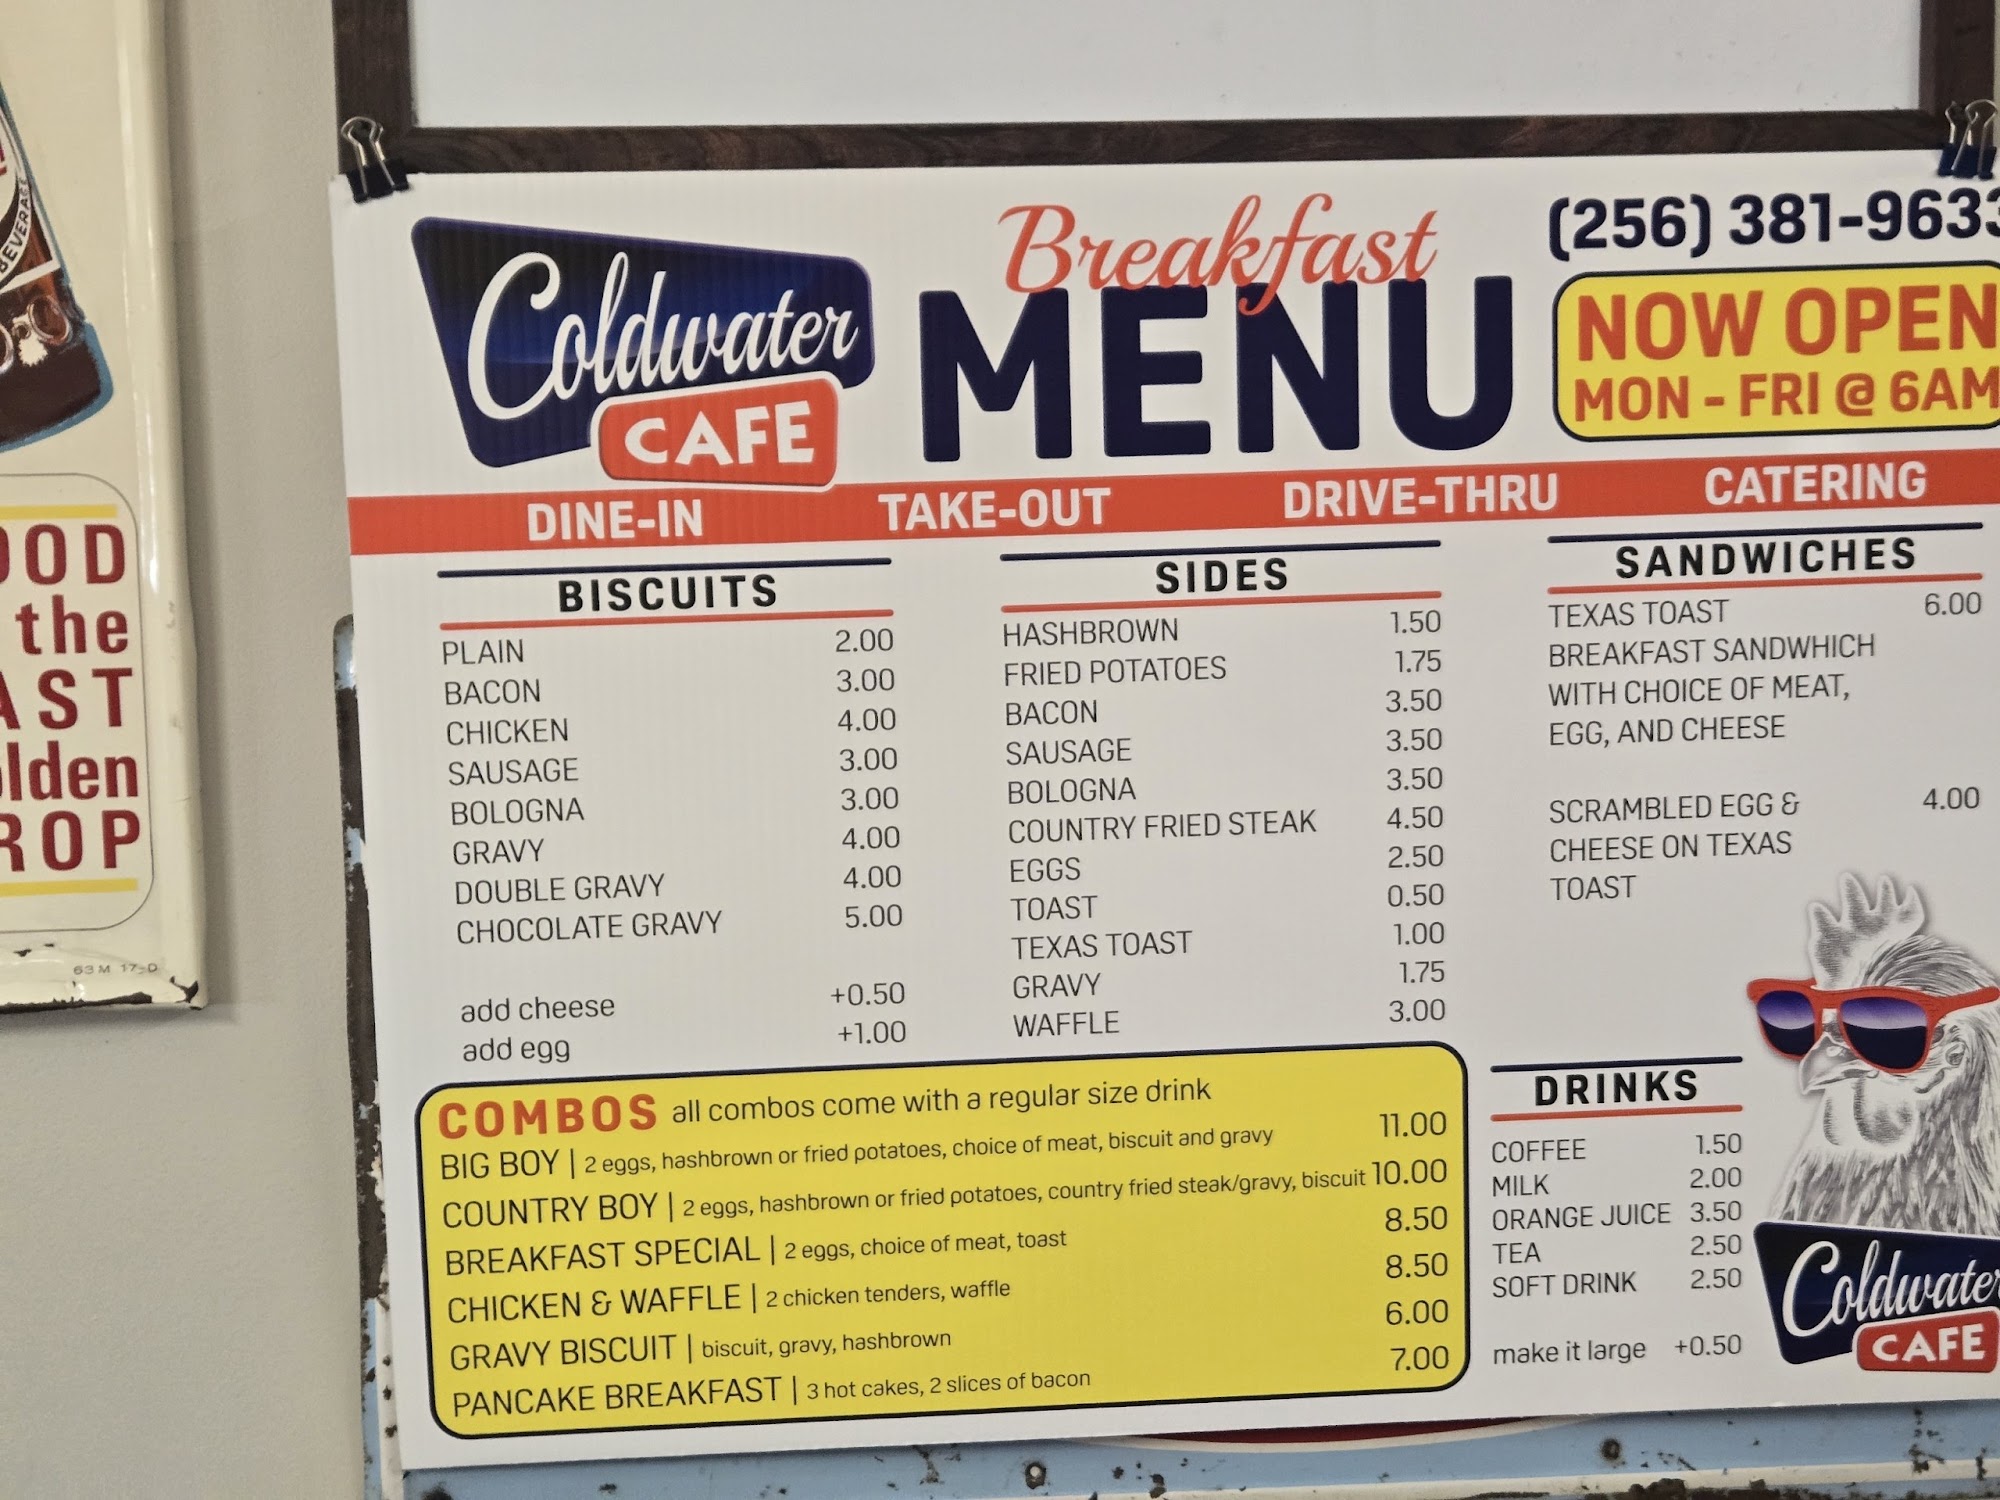 BEVERAGE
OOD
the
AST
olden
ROP
63M 17-D
Coldwater
CAFE
Breakfast
MENU
(256) 381-9633
NOW OPEN
MON - FRI @ 6AM
DINE-IN TAKE-OUT DRIVE-THRU CATERING
BISCUITS
PLAIN 2.00
BACON 3.00
CHICKEN 4.00
SAUSAGE 3.00
BOLOGNA 3.00
GRAVY 4.00
DOUBLE GRAVY 4.00
CHOCOLATE GRAVY 5.00
add cheese +0.50
add egg +1.00
SIDES
HASHBROWN 1.50
FRIED POTATOES 1.75
BACON 3.50
SAUSAGE 3.50
BOLOGNA 3.50
COUNTRY FRIED STEAK 4.50
EGGS 2.50
TOAST 0.50
TEXAS TOAST 1.00
GRAVY 1.75
WAFFLE 3.00
SANDWICHES
TEXAS TOAST 6.00
BREAKFAST SANDWHICH
WITH CHOICE OF MEAT,
EGG, AND CHEESE
SCRAMBLED EGG & 4.00
CHEESE ON TEXAS
TOAST
COMBOS all combos come with a regular size drink
BIG BOY | 2 eggs, hashbrown or fried potatoes, choice of meat, biscuit and gravy 11.00
COUNTRY BOY | 2 eggs, hashbrown or fried potatoes, country fried steak/gravy, biscuit 10.00
BREAKFAST SPECIAL | 2 eggs, choice of meat, toast 8.50
CHICKEN & WAFFLE | 2 chicken tenders, waffle 8.50
GRAVY BISCUIT | biscuit, gravy, hashbrown 6.00
PANCAKE BREAKFAST | 3 hot cakes, 2 slices of bacon 7.00
DRINKS
COFFEE 1.50
MILK 2.00
ORANGE JUICE 3.50
TEA 2.50
SOFT DRINK 2.50
make it large +0.50
Coldwater
CAFE